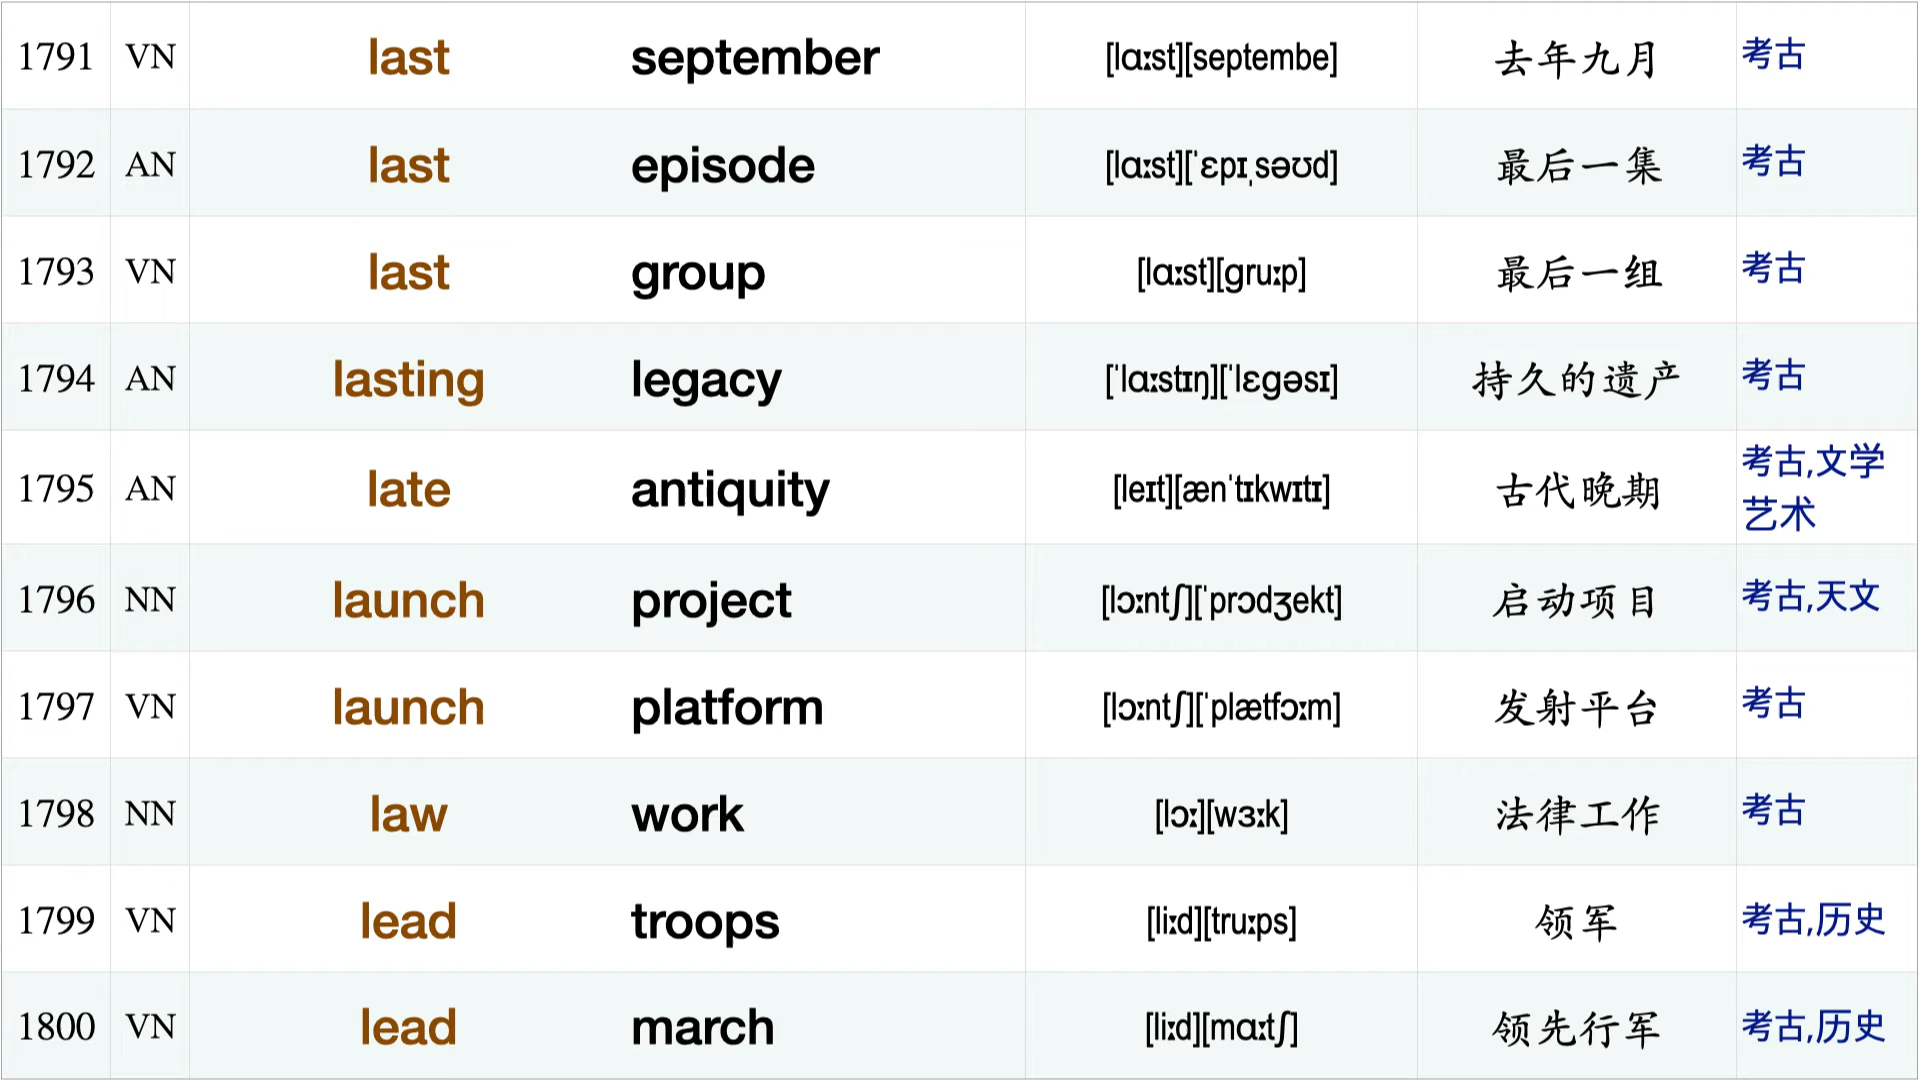 1791 VN last september [lɑːst][septembe] 去年九月 考古
1792 AN last episode [lɑːst][ˈɛpɪˌsəʊd] 最后一集 考古
1793 VN last group [lɑːst][gruːp] 最后一组 考古
1794 AN lasting legacy [ˈlɑːstɪŋ][ˈlɛgəsɪ] 持久的遗产 考古
1795 AN late antiquity [leɪt][ænˈtɪkwɪtɪ] 古代晚期 考古,文学
艺术
1796 NN launch project [lɔːntʃ][ˈprɔdʒekt] 启动项目 考古,天文
1797 VN launch platform [lɔːntʃ][ˈplætfɔːm] 发射平台 考古
1798 NN law work [lɔː][wɜːk] 法律工作 考古
1799 VN lead troops [liːd][truːps] 领军 考古,历史
1800 VN lead march [liːd][mɑːtʃ] 领先行军 考古,历史